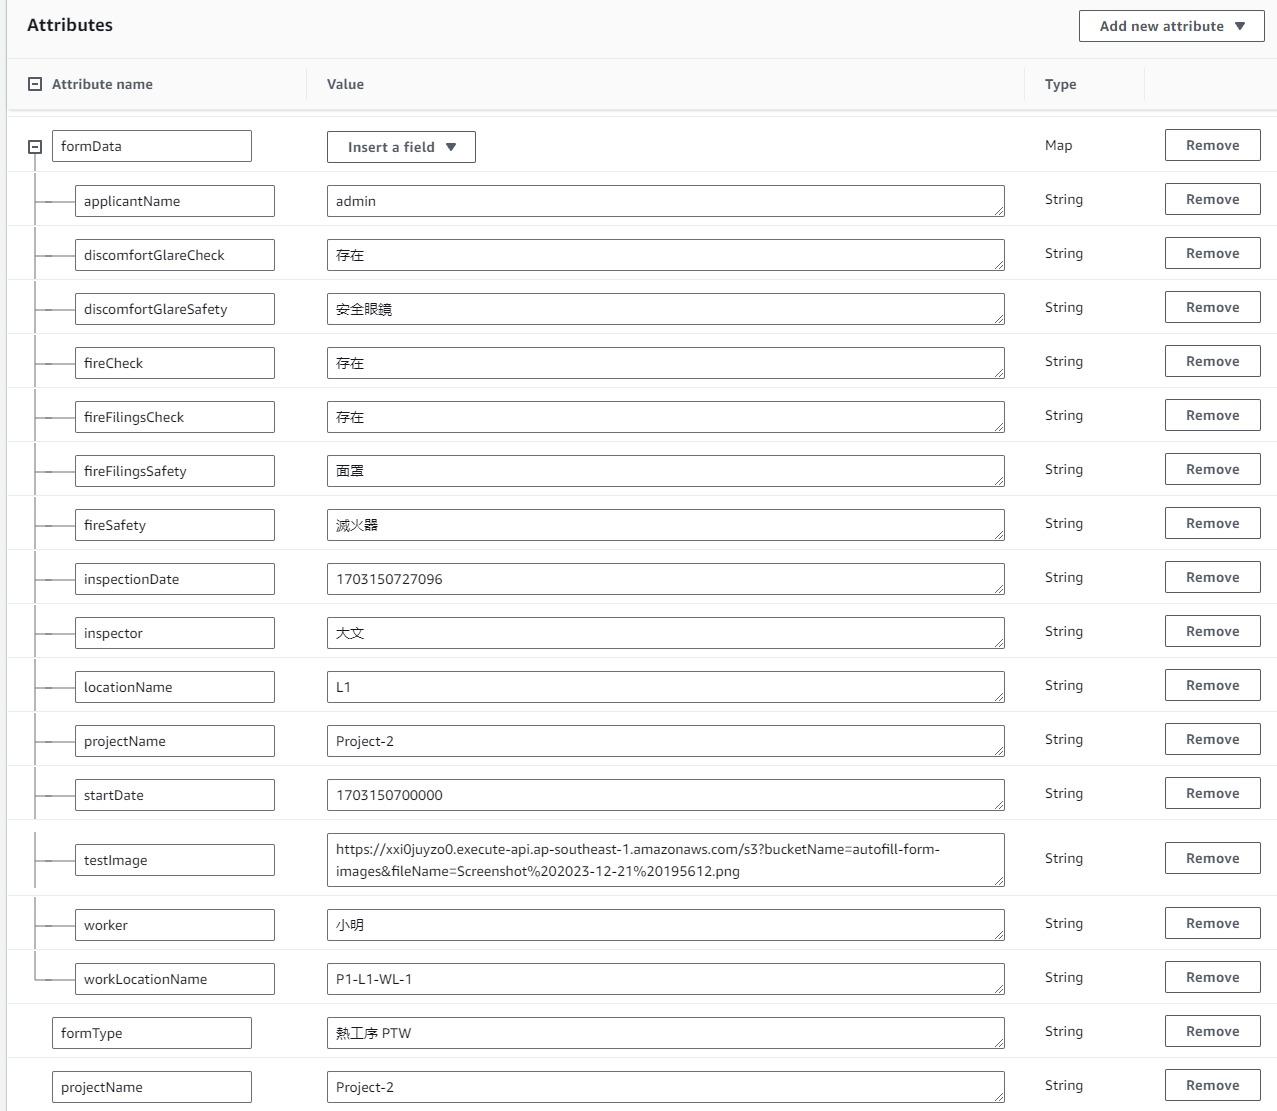 Attributes
Add new attribute
Attribute name Value Type
formData Insert a field Map Remove
applicantName admin String Remove
discomfortGlareCheck 存在 String Remove
discomfortGlareSafety 安全眼鏡 String Remove
fireCheck 存在 String Remove
fireFilingsCheck 存在 String Remove
fireFilingsSafety 面罩 String Remove
fireSafety 滅火器 String Remove
inspectionDate 1703150727096 String Remove
inspector 大文 String Remove
locationName L1 String Remove
projectName Project-2 String Remove
startDate 1703150700000 String Remove
testImage https://xxi0juyzo0.execute-api.ap-southeast-1.amazonaws.com/s3?bucketName=autofill-form-
images&fileName=Screenshot%202023-12-21%20195612.png String Remove
worker 小明 String Remove
workLocationName P1-L1-WL-1 String Remove
formType 熱工序 PTW String Remove
projectName Project-2 String Remove